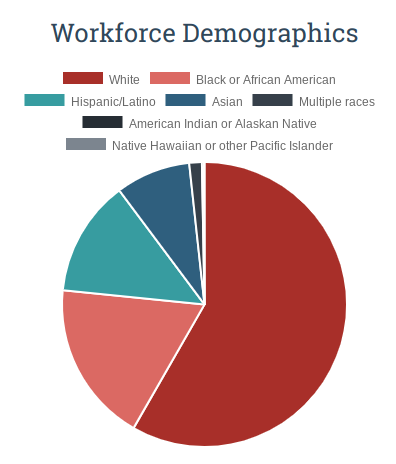 Workforce Demographics
White Black or African American
Hispanic/Latino Asian Multiple races
American Indian or Alaskan Native
Native Hawaiian or other Pacific Islander